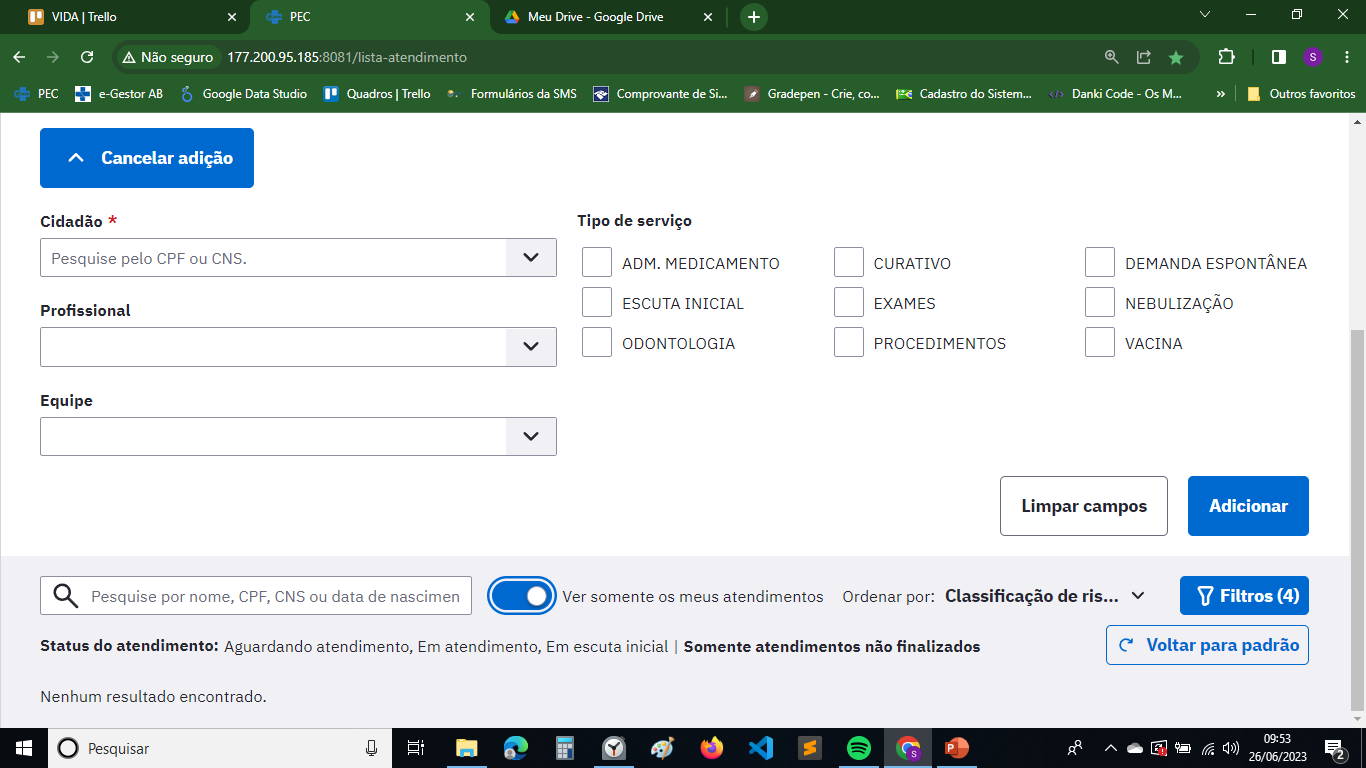 VIDA | Trello
PEC
Meu Drive - Google Drive
Não seguro
177.200.95.185:8081/lista-atendimento
S
PEC
e-Gestor AB
Google Data Studio
Quadros | Trello
Formulários da SMS
Comprovante de Si...
Gradepen - Crie, co...
Cadastro do Sistem...
Danki Code - Os M...
»
Outros favoritos
Cancelar adição
Cidadão *
Pesquise pelo CPF ou CNS.
Profissional
Equipe
Tipo de serviço
ADM. MEDICAMENTO
CURATIVO
DEMANDA ESPONTÂNEA
ESCUTA INICIAL
EXAMES
NEBULIZAÇÃO
ODONTOLOGIA
PROCEDIMENTOS
VACINA
Limpar campos
Adicionar
Pesquise por nome, CPF, CNS ou data de nascimen
Ver somente os meus atendimentos
Ordenar por: Classificação de ris...
Filtros (4)
Status do atendimento: Aguardando atendimento, Em atendimento, Em escuta inicial | Somente atendimentos não finalizados
Voltar para padrão
Nenhum resultado encontrado.
Pesquisar
09:53
26/06/2023
2